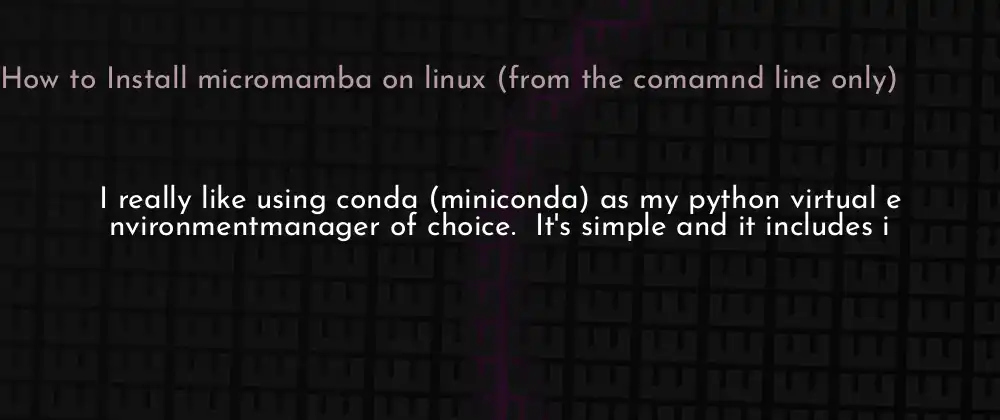 How to Install micromamba on linux (from the comamnd line only)
I really like using conda (miniconda) as my python virtual e
nvironmentmanager of choice.  It's simple and it includes i